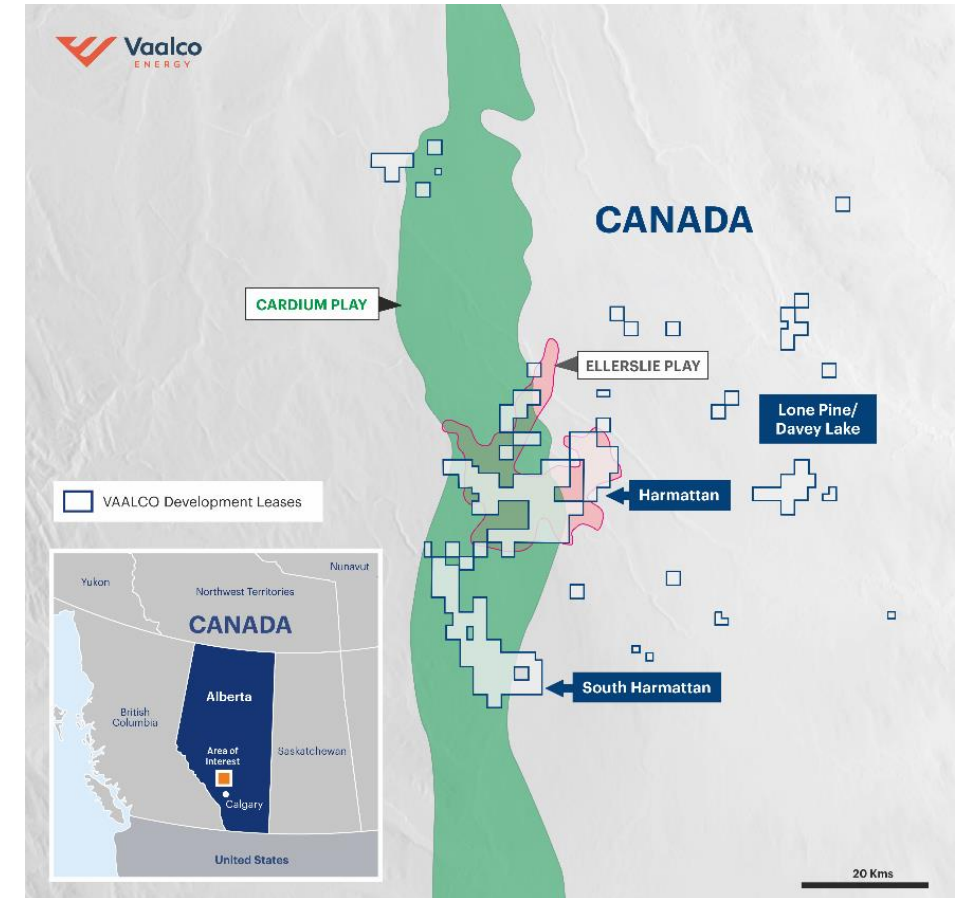 Vaalco
ENERGY
CANADA
CARDIUM PLAY
ELLERSLIE PLAY
Lone Pine/
Davey Lake
Harmattan
VAALCO Development Leases
South Harmattan
Nunavut
Yukon
Northwest Territories
CANADA
Alberta
British
Columbia
Area of
Interest
Saskatchewan
Calgary
United States
20 Kms